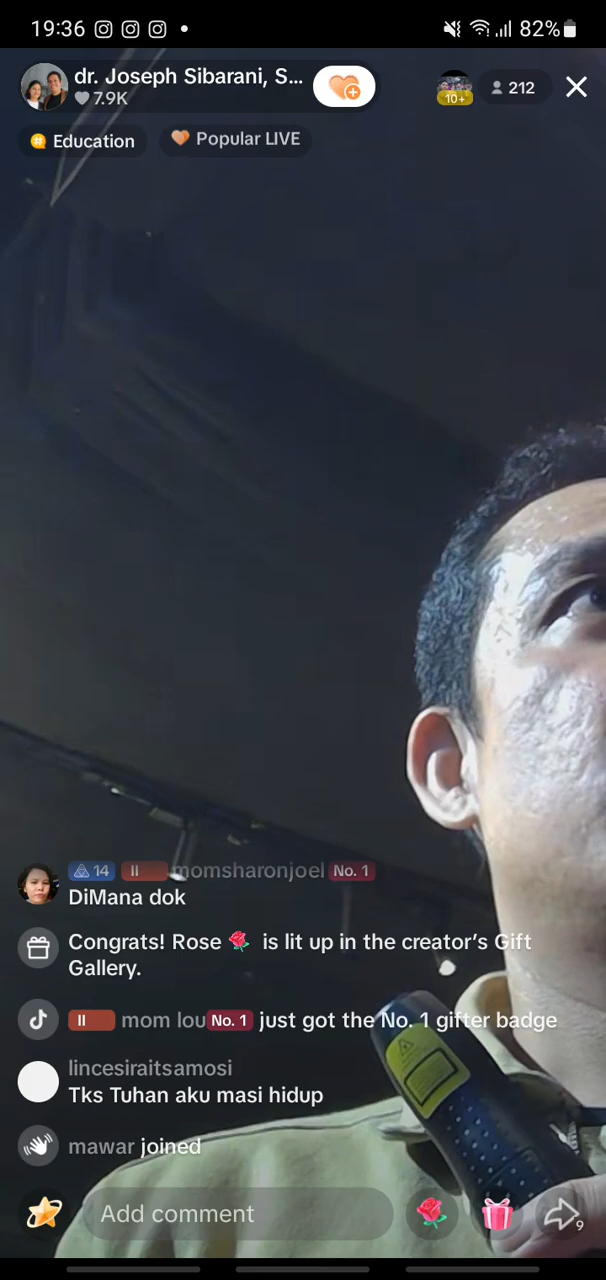 19:36
82%
dr. Joseph Sibarani, S...
7.9K
10+
212
Education
Popular LIVE
14 II momsharonjoel No. 1
DiMana dok
Congrats! Rose 🌹 is lit up in the creator's Gift
Gallery.
II mom lou No. 1 just got the No. 1 gifter badge
lincesiraitsamosi
Tks Tuhan aku masi hidup
mawar joined
Add comment
9